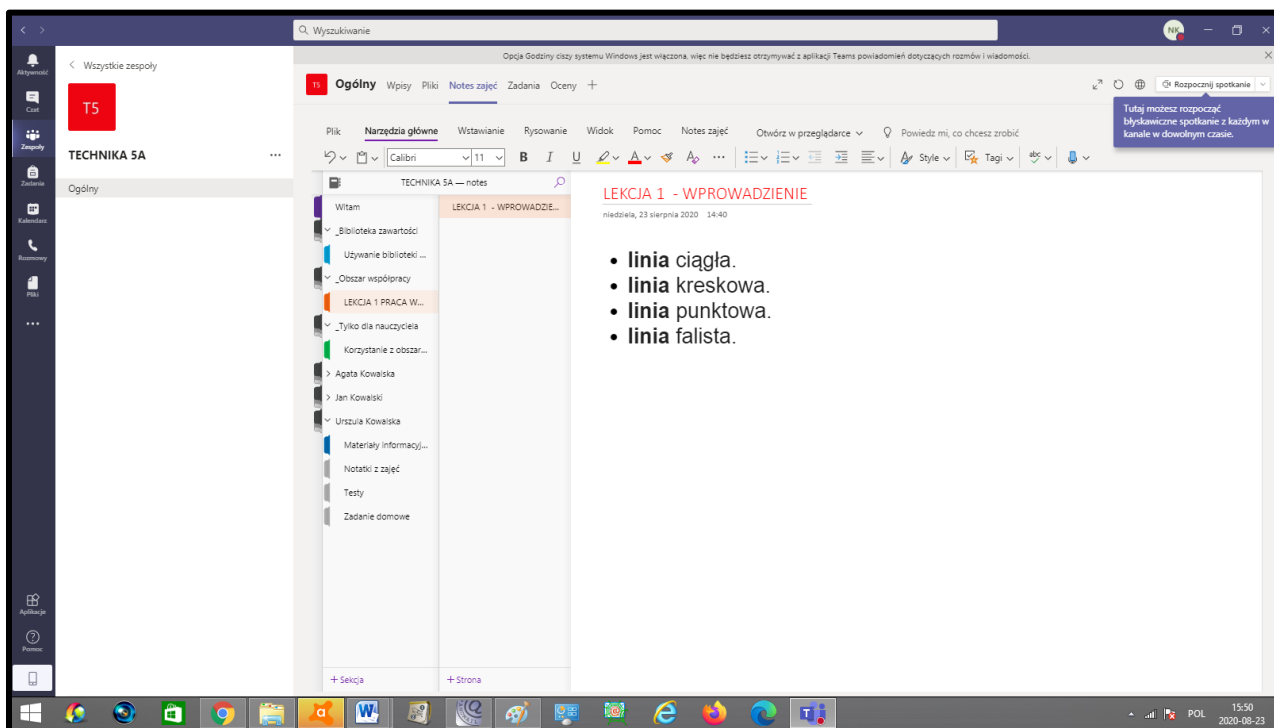 Wyszukiwanie
NK
Opcja Godziny ciszy systemu Windows jest włączona, więc nie będziesz otrzymywać z aplikacji Teams powiadomień dotyczących rozmów i wiadomości.
Aktywność
Czat
Zespoły
Zadania
Kalendarz
Rozmowy
Pliki
Aplikacje
Pomoc
Wszystkie zespoły
T5
TECHNIKA 5A
Ogólny
T5 Ogólny Wpisy Pliki Notes zajęć Zadania Oceny
Rozpocznij spotkanie
Tutaj możesz rozpocząć
błyskawiczne spotkanie z każdym w
kanale w dowolnym czasie.
Plik Narzędzia główne Wstawianie Rysowanie Widok Pomoc Notes zajęć Otwórz w przeglądarce Powiedz mi, co chcesz zrobić
Calibri 11 B I U A A Style Tagi abc
TECHNIKA 5A — notes
Witam
_Biblioteka zawartości
Używanie biblioteki ...
_Obszar współpracy
LEKCJA 1 PRACA W...
_Tylko dla nauczyciela
Korzystanie z obszar...
Agata Kowalska
Jan Kowalski
Urszula Kowalska
Materiały informacyj...
Notatki z zajęć
Testy
Zadanie domowe
+ Sekcja
LEKCJA 1 - WPROWADZIE...
+ Strona
LEKCJA 1 - WPROWADZIENIE
niedziela, 23 sierpnia 2020 14:40
• linia ciągła.
• linia kreskowa.
• linia punktowa.
• linia falista.
POL
15:50
2020-08-23